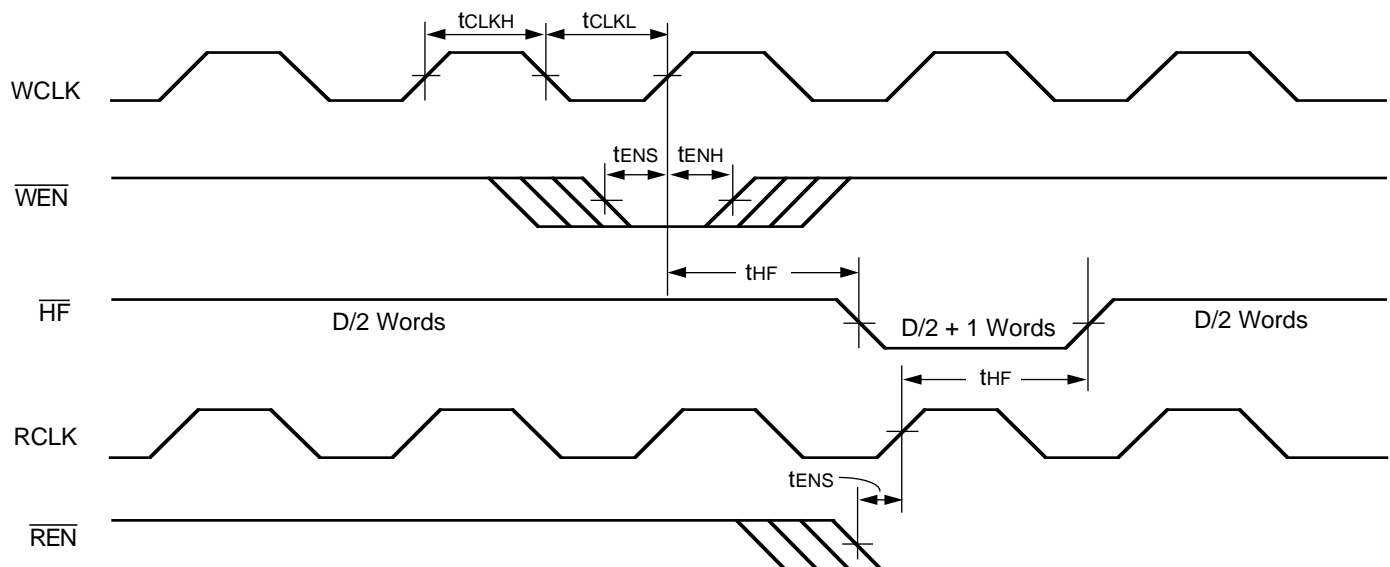 tCLKH tCLKL
WCLK
tENS tENH
WEN
tHF
HF
D/2 Words D/2 + 1 Words D/2 Words
tHF
RCLK
tENS
REN